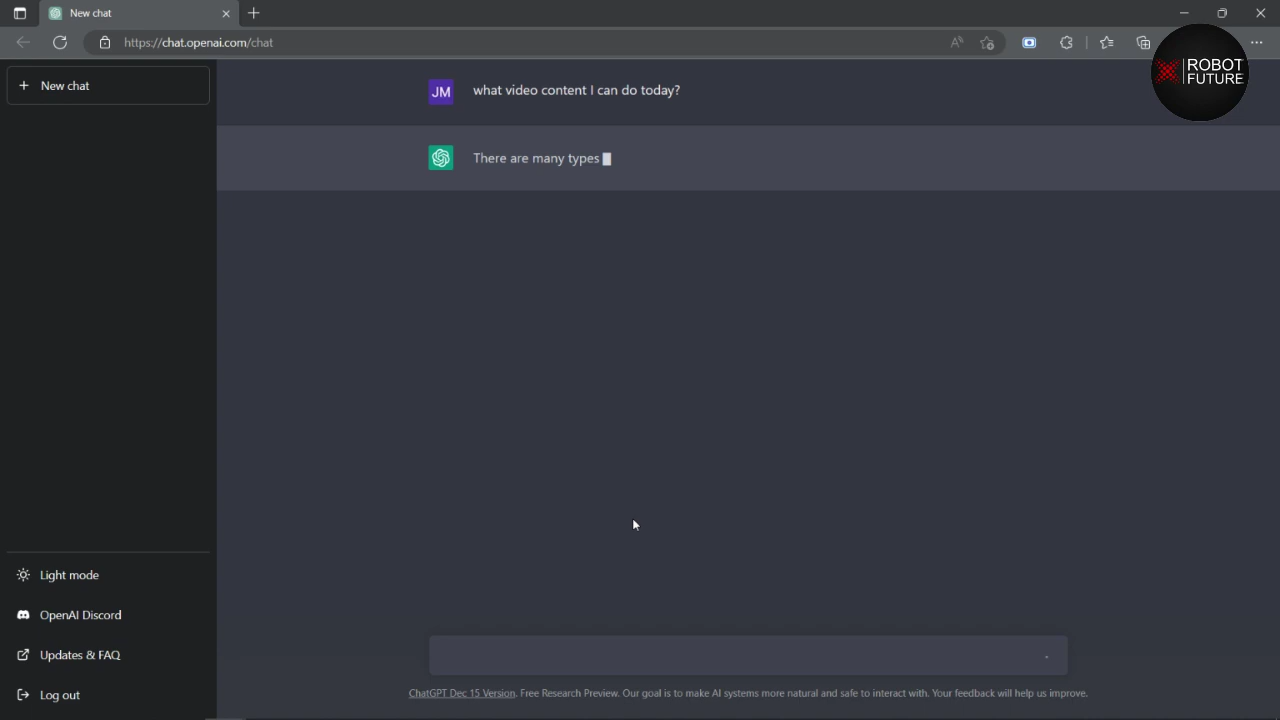 New chat
https://chat.openai.com/chat
ROBOT
FUTURE
New chat
JM
what video content I can do today?
There are many types
Light mode
OpenAI Discord
Updates & FAQ
Log out
ChatGPT Dec 15 Version. Free Research Preview. Our goal is to make AI systems more natural and safe to interact with. Your feedback will help us improve.